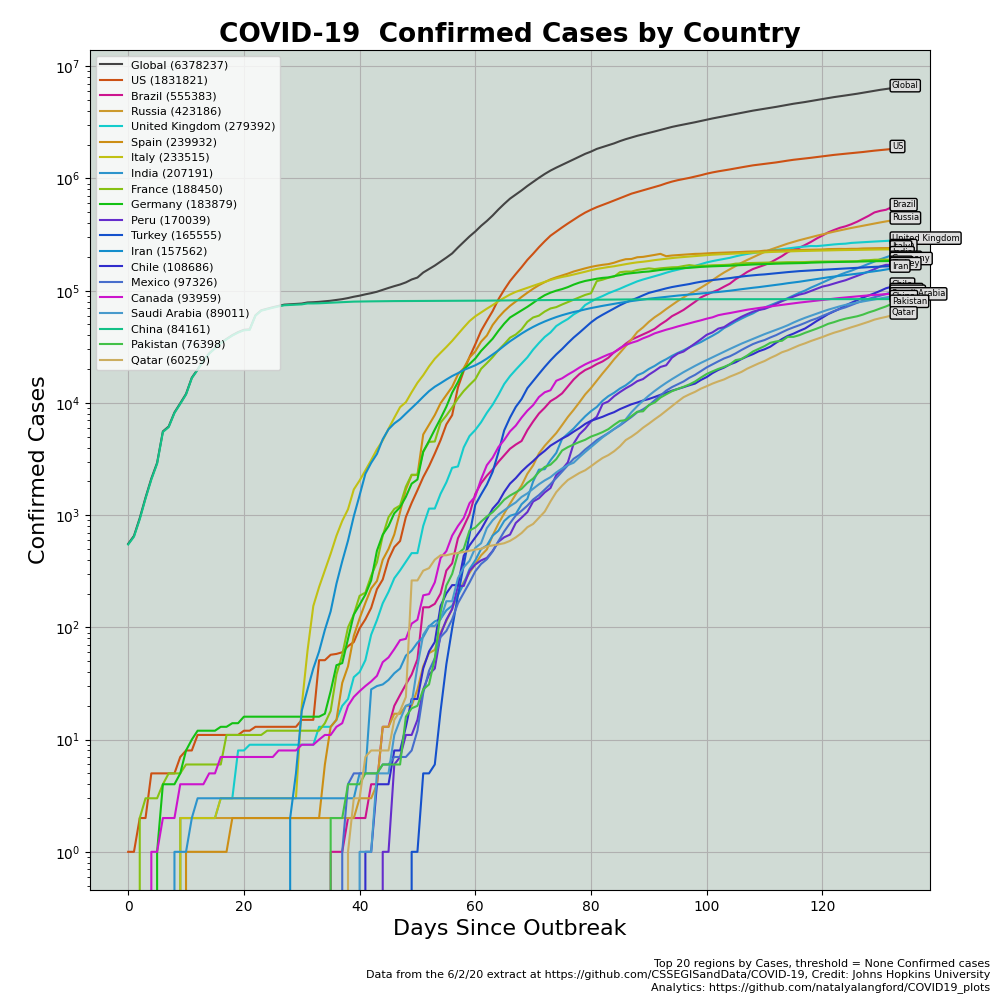 COVID-19  Confirmed Cases by Country
Confirmed Cases
10^7
10^6
10^5
10^4
10^3
10^2
10^1
10^0
Global (6378237)
US (1831821)
Brazil (555383)
Russia (423186)
United Kingdom (279392)
Spain (239932)
Italy (233515)
India (207191)
France (188450)
Germany (183879)
Peru (170039)
Turkey (165555)
Iran (157562)
Chile (108686)
Mexico (97326)
Canada (93959)
Saudi Arabia (89011)
China (84161)
Pakistan (76398)
Qatar (60259)
Global
US
Brazil
Russia
United Kingdom
Iran
Pakistan
Qatar
0 20 40 60 80 100 120
Days Since Outbreak
Top 20 regions by Cases, threshold = None Confirmed cases
Data from the 6/2/20 extract at https://github.com/CSSEGISandData/COVID-19, Credit: Johns Hopkins University
Analytics: https://github.com/natalyalangford/COVID19_plots